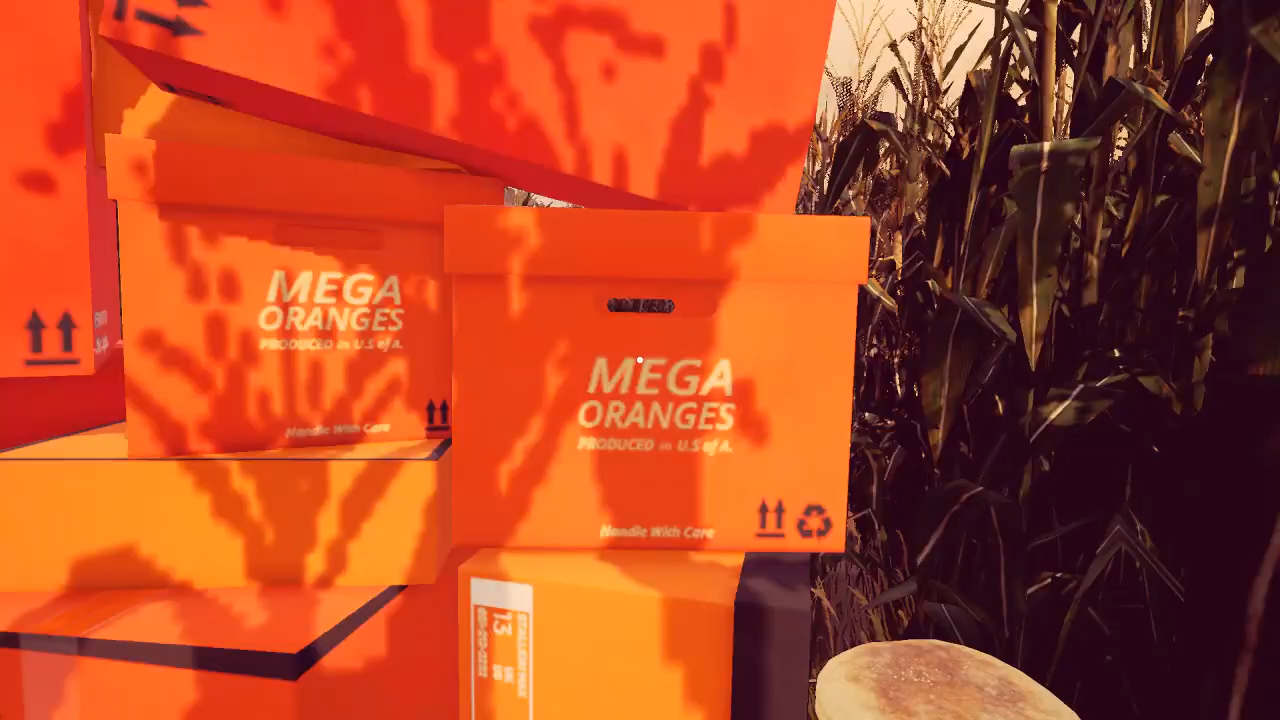 MEGA
ORANGES
PRODUCED in U.S of A.
Handle With Care
MEGA
ORANGES
PRODUCED in U.S of A.
Handle With Care
13